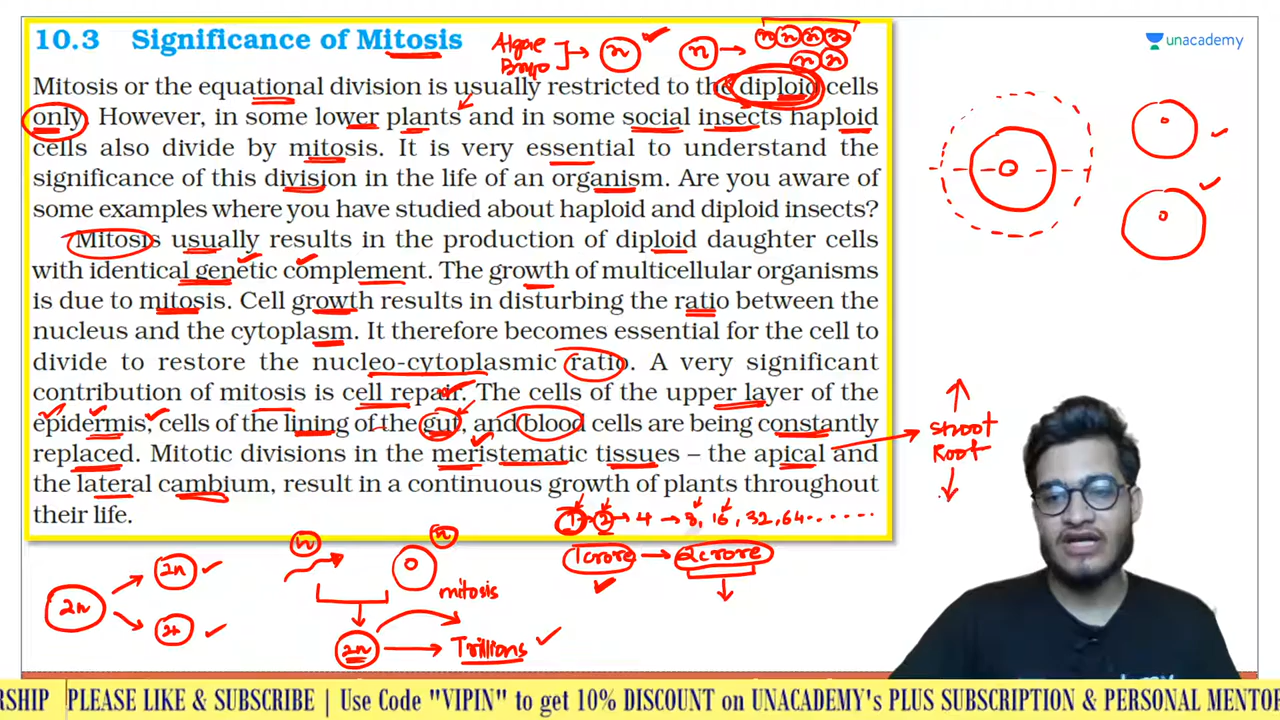 10.3 Significance of Mitosis
Algae
Bryo
n
n
n n n n
n n
unacademy
Mitosis or the equational division is usually restricted to the diploid cells
only. However, in some lower plants and in some social insects haploid
cells also divide by mitosis. It is very essential to understand the
significance of this division in the life of an organism. Are you aware of
some examples where you have studied about haploid and diploid insects?
Mitosis usually results in the production of diploid daughter cells
with identical genetic complement. The growth of multicellular organisms
is due to mitosis. Cell growth results in disturbing the ratio between the
nucleus and the cytoplasm. It therefore becomes essential for the cell to
divide to restore the nucleo-cytoplasmic ratio. A very significant
contribution of mitosis is cell repair. The cells of the upper layer of the
epidermis, cells of the lining of the gut, and blood cells are being constantly
replaced. Mitotic divisions in the meristematic tissues – the apical and
the lateral cambium, result in a continuous growth of plants throughout
their life.
Shoot
Root
1 → 2 → 4 → 8, 16, 32, 64.......
1 crore → 2 crore
2n
2n
2n
n
n
mitosis
2n → Trillions
RSHIP | PLEASE LIKE & SUBSCRIBE | Use Code "VIPIN" to get 10% DISCOUNT on UNACADEMY's PLUS SUBSCRIPTION & PERSONAL MENTO